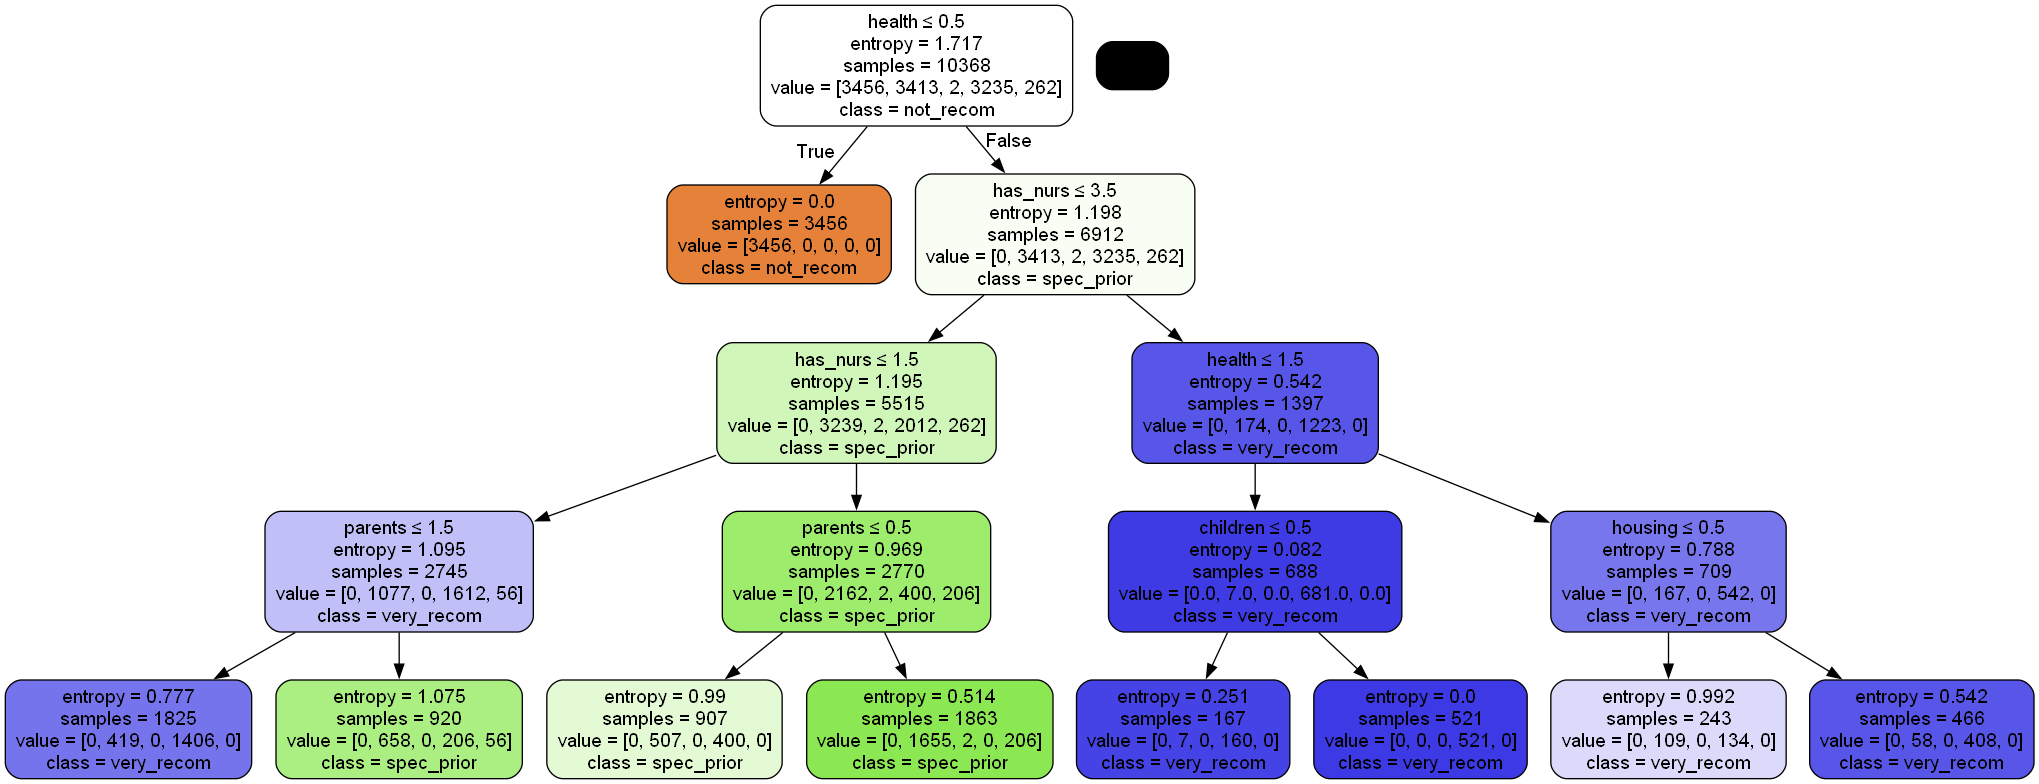 health ≤ 0.5
entropy = 1.717
samples = 10368
value = [3456, 3413, 2, 3235, 262]
class = not_recom
True
False
entropy = 0.0
samples = 3456
value = [3456, 0, 0, 0, 0]
class = not_recom
has_nurs ≤ 3.5
entropy = 1.198
samples = 6912
value = [0, 3413, 2, 3235, 262]
class = spec_prior
has_nurs ≤ 1.5
entropy = 1.195
samples = 5515
value = [0, 3239, 2, 2012, 262]
class = spec_prior
health ≤ 1.5
entropy = 0.542
samples = 1397
value = [0, 174, 0, 1223, 0]
class = very_recom
parents ≤ 1.5
entropy = 1.095
samples = 2745
value = [0, 1077, 0, 1612, 56]
class = very_recom
parents ≤ 0.5
entropy = 0.969
samples = 2770
value = [0, 2162, 2, 400, 206]
class = spec_prior
children ≤ 0.5
entropy = 0.082
samples = 688
value = [0.0, 7.0, 0.0, 681.0, 0.0]
class = very_recom
housing ≤ 0.5
entropy = 0.788
samples = 709
value = [0, 167, 0, 542, 0]
class = very_recom
entropy = 0.777
samples = 1825
value = [0, 419, 0, 1406, 0]
class = very_recom
entropy = 1.075
samples = 920
value = [0, 658, 0, 206, 56]
class = spec_prior
entropy = 0.99
samples = 907
value = [0, 507, 0, 400, 0]
class = spec_prior
entropy = 0.514
samples = 1863
value = [0, 1655, 2, 0, 206]
class = spec_prior
entropy = 0.251
samples = 167
value = [0, 7, 0, 160, 0]
class = very_recom
entropy = 0.0
samples = 521
value = [0, 0, 0, 521, 0]
class = very_recom
entropy = 0.992
samples = 243
value = [0, 109, 0, 134, 0]
class = very_recom
entropy = 0.542
samples = 466
value = [0, 58, 0, 408, 0]
class = very_recom